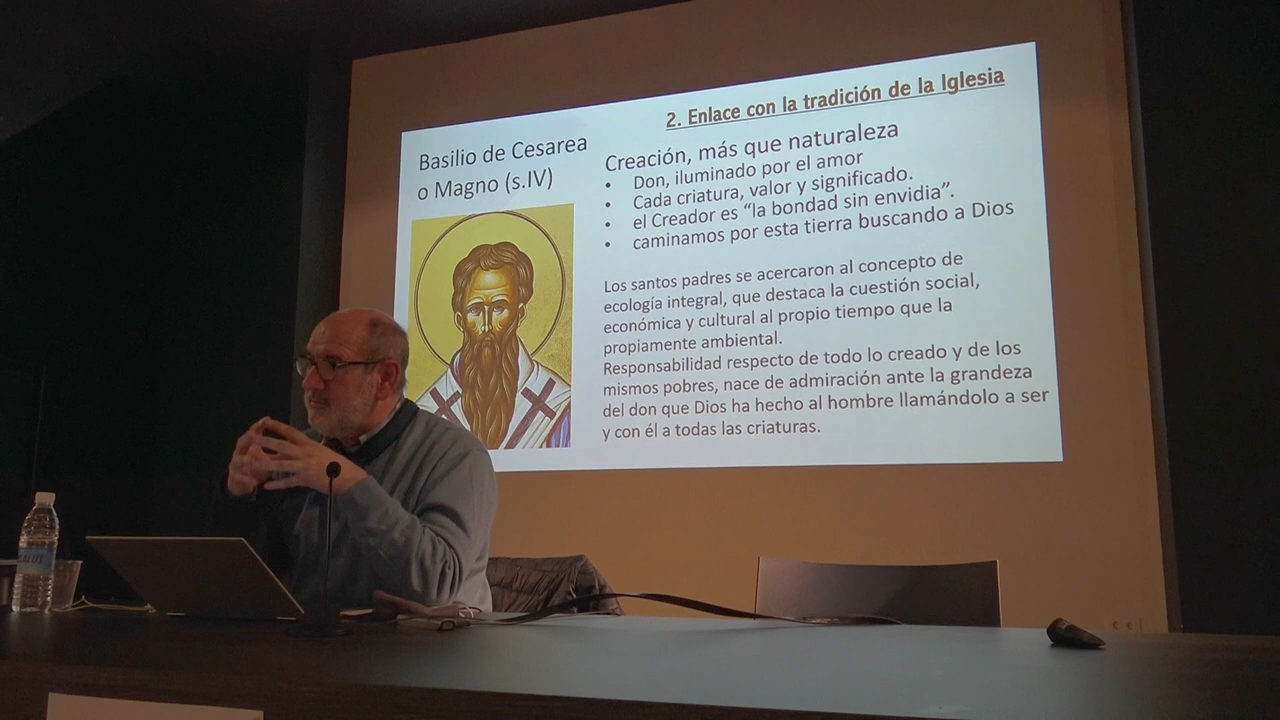 2. Enlace con la tradición de la Iglesia
Basilio de Cesarea
o Magno (s.IV)
Creación, más que naturaleza
• Don, iluminado por el amor
• Cada criatura, valor y significado.
• el Creador es “la bondad sin envidia”.
• caminamos por esta tierra buscando a Dios
Los santos padres se acercaron al concepto de
ecología integral, que destaca la cuestión social,
económica y cultural al propio tiempo que la
propiamente ambiental.
Responsabilidad respecto de todo lo creado y de los
mismos pobres, nace de admiración ante la grandeza
del don que Dios ha hecho al hombre llamándolo a ser
y con él a todas las criaturas.